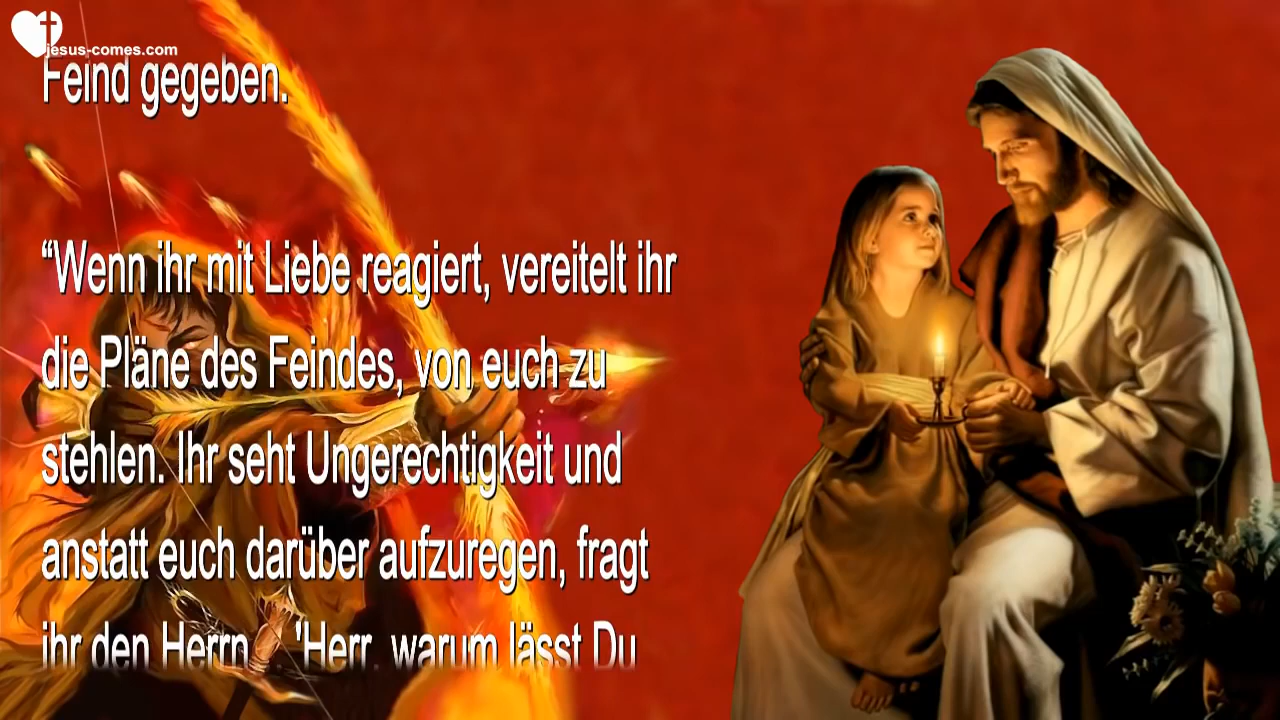 jesus-comes.com
Feind gegeben.
“Wenn ihr mit Liebe reagiert, vereitelt ihr
die Pläne des Feindes, von euch zu
stehlen. Ihr seht Ungerechtigkeit und
anstatt euch darüber aufzuregen, fragt
ihr den Herrn... 'Herr, warum lässt Du